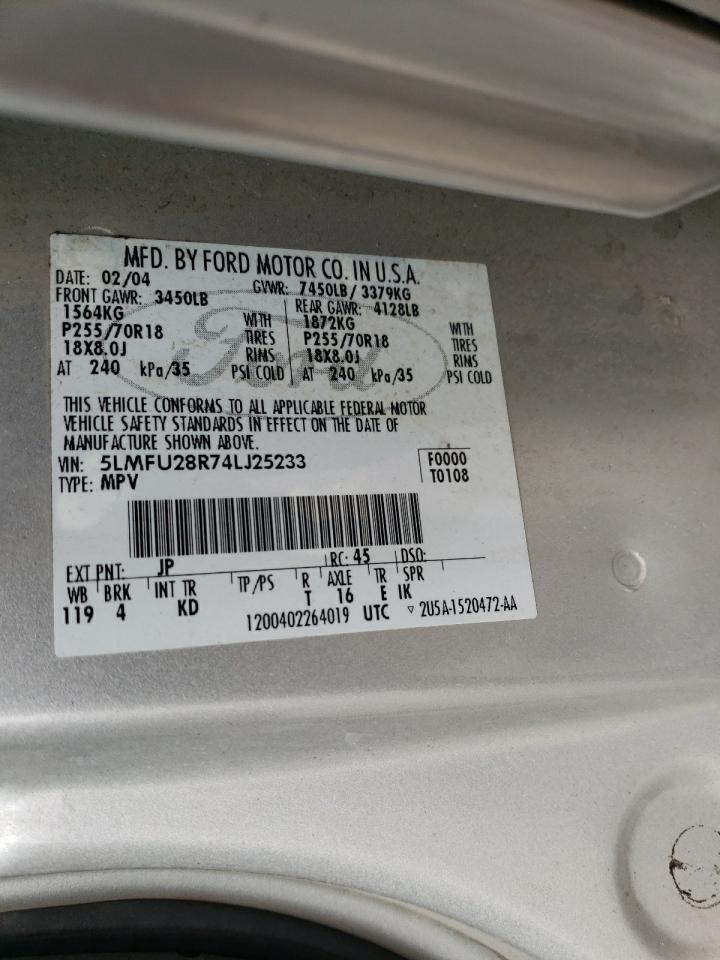 MFD. BY FORD MOTOR CO. IN U.S.A.
DATE: 02/04 GVWR: 7450LB / 3379KG
FRONT GAWR: 3450LB REAR GAWR: 4128LB
1564KG WITH 1872KG WITH
P255/70R18 TIRES P255/70R18 TIRES
18X8.0J RIMS 18X8.0J RIMS
AT 240 kPa/35 PSI COLD AT 240 kPa/35 PSI COLD
Ford
THIS VEHICLE CONFORMS TO ALL APPLICABLE FEDERAL MOTOR
VEHICLE SAFETY STANDARDS IN EFFECT ON THE DATE OF
MANUFACTURE SHOWN ABOVE.
VIN: 5LMFU28R74LJ25233 F0000
TYPE: MPV T0108
EXT PNT: JP RC: 45 DSO:
WB BRK INT TR TP/PS R AXLE TR SPR
119 4 KD T 16 E IK
1200402264019 UTC ▽ 2U5A-1520472-AA